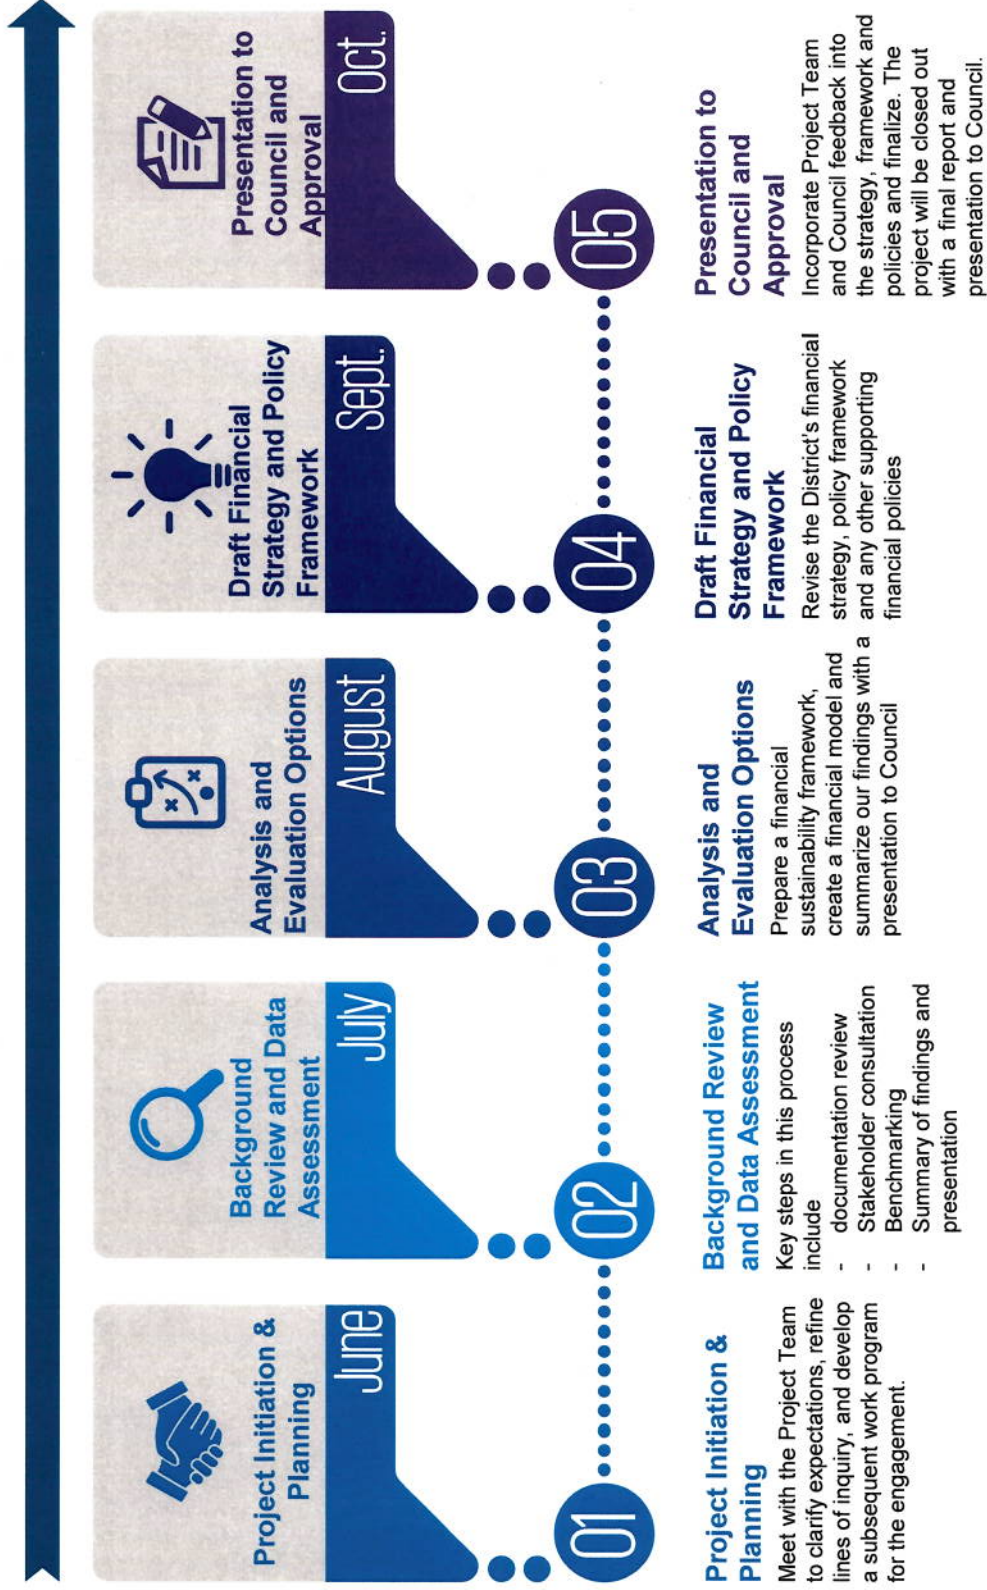 Project Initiation &
Planning
June
Background
Review and Data
Assessment
July
Analysis and
Evaluation Options
August
Draft Financial
Strategy and Policy
Framework
Sept.
Presentation to
Council and
Approval
Oct.
01
02
03
04
05
Project Initiation &
Planning
Meet with the Project Team
to clarify expectations, refine
lines of inquiry, and develop
a subsequent work program
for the engagement.
Background Review
and Data Assessment
Key steps in this process
include
- documentation review
- Stakeholder consultation
- Benchmarking
- Summary of findings and
presentation
Analysis and
Evaluation Options
Prepare a financial
sustainability framework,
create a financial model and
summarize our findings with a
presentation to Council
Draft Financial
Strategy and Policy
Framework
Revise the District's financial
strategy, policy framework
and any other supporting
financial policies
Presentation to
Council and
Approval
Incorporate Project Team
and Council feedback into
the strategy, framework and
policies and finalize. The
project will be closed out
with a final report and
presentation to Council.